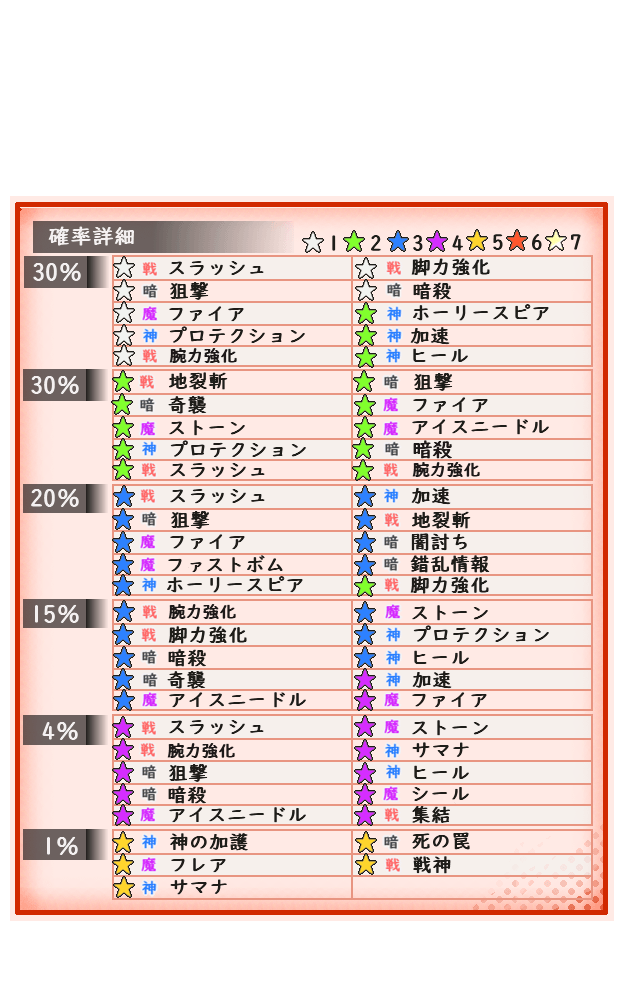 確率詳細
1 2 3 4 5 6 7
30%
戦 スラッシュ 戦 脚力強化
暗 狙撃 暗 暗殺
魔 ファイア 神 ホーリースピア
神 プロテクション 神 加速
戦 腕力強化 神 ヒール
30%
戦 地裂斬 暗 狙撃
暗 奇襲 魔 ファイア
魔 ストーン 魔 アイスニードル
神 プロテクション 暗 暗殺
戦 スラッシュ 戦 腕力強化
20%
戦 スラッシュ 神 加速
暗 狙撃 戦 地裂斬
魔 ファイア 暗 闇討ち
魔 ファストボム 暗 錯乱情報
神 ホーリースピア 戦 脚力強化
15%
戦 腕力強化 魔 ストーン
戦 脚力強化 神 プロテクション
暗 暗殺 神 ヒール
暗 奇襲 神 加速
魔 アイスニードル 魔 ファイア
4%
戦 スラッシュ 魔 ストーン
戦 腕力強化 神 サマナ
暗 狙撃 神 ヒール
暗 暗殺 魔 シール
魔 アイスニードル 戦 集結
1%
神 神の加護 暗 死の罠
魔 フレア 戦 戦神
神 サマナ